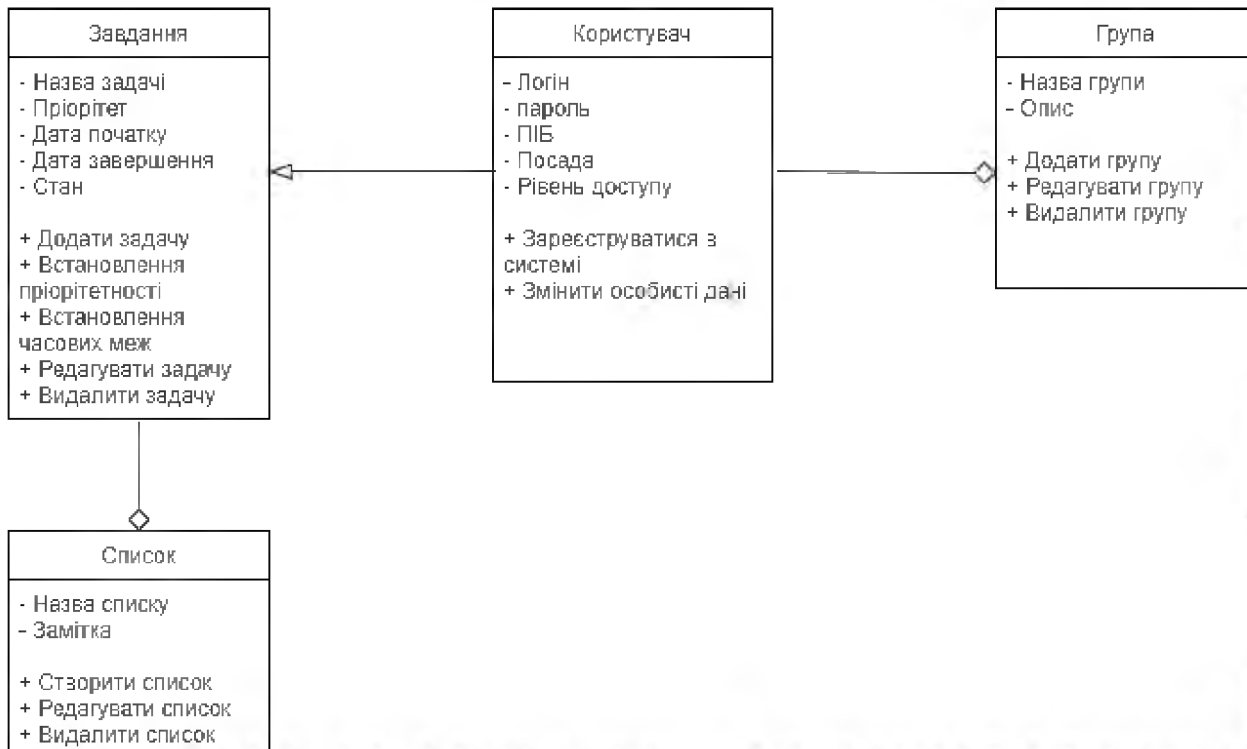 Завдання
- Назва задачі
- Пріорітет
- Дата початку
- Дата завершення
- Стан
+ Додати задачу
+ Встановлення
пріорітетності
+ Встановлення
часових меж
+ Редагувати задачу
+ Видалити задачу
Користувач
- Логін
- пароль
- ПІБ
- Посада
- Рівень доступу
+ Зареєструватися в
системі
+ Змінити особисті дані
Група
- Назва групи
- Опис
+ Додати групу
+ Редагувати групу
+ Видалити групу
Список
- Назва списку
- Замітка
+ Створити список
+ Редагувати список
+ Видалити список